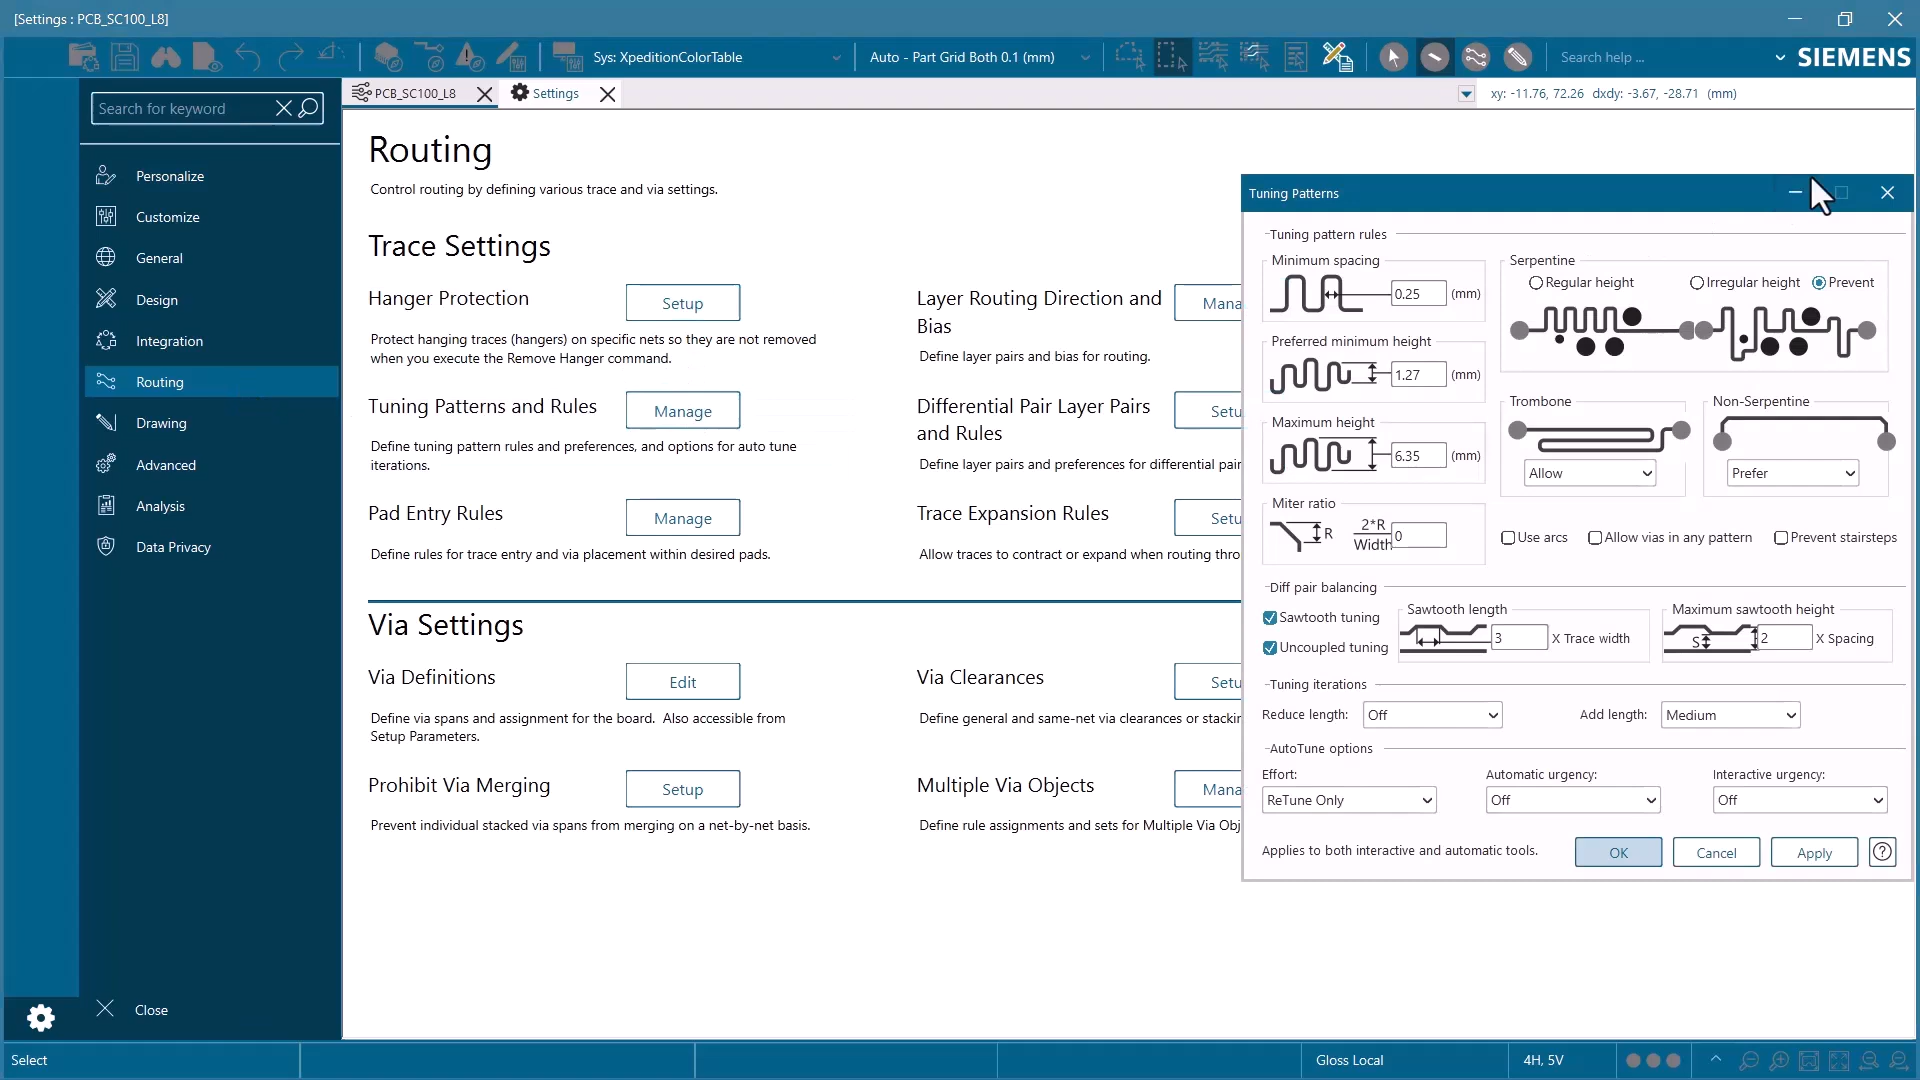 [Settings : PCB_SC100_L8]
Sys: XpeditionColorTable
Auto - Part Grid Both 0.1 (mm)
Search help ...
SIEMENS
Search for keyword
PCB_SC100_L8
Settings
xy: -11.76, 72.26 dxdy: -3.67, -28.71 (mm)
Personalize
Customize
General
Design
Integration
Routing
Drawing
Advanced
Analysis
Data Privacy
Close
Routing
Control routing by defining various trace and via settings.
Trace Settings
Hanger Protection
Setup
Protect hanging traces (hangers) on specific nets so they are not removed
when you execute the Remove Hanger command.
Layer Routing Direction and
Bias
Mana
Define layer pairs and bias for routing.
Tuning Patterns and Rules
Manage
Define tuning pattern rules and preferences, and options for auto tune
iterations.
Differential Pair Layer Pairs
and Rules
Setu
Define layer pairs and preferences for differential pair
Pad Entry Rules
Manage
Define rules for trace entry and via placement within desired pads.
Trace Expansion Rules
Setu
Allow traces to contract or expand when routing thro
Via Settings
Via Definitions
Edit
Define via spans and assignment for the board. Also accessible from
Setup Parameters.
Via Clearances
Setu
Define general and same-net via clearances or stackin
Prohibit Via Merging
Setup
Prevent individual stacked via spans from merging on a net-by-net basis.
Multiple Via Objects
Mana
Define rule assignments and sets for Multiple Via Obj
Tuning Patterns
Tuning pattern rules
Minimum spacing
0.25 (mm)
Preferred minimum height
1.27 (mm)
Maximum height
6.35 (mm)
Miter ratio
R
2*R
Width
0
Serpentine
Regular height
Irregular height
Prevent
Trombone
Allow
Non-Serpentine
Prefer
Use arcs
Allow vias in any pattern
Prevent stairsteps
Diff pair balancing
Sawtooth tuning
Uncoupled tuning
Sawtooth length
3 X Trace width
Maximum sawtooth height
S
2 X Spacing
Tuning iterations
Reduce length: Off
Add length: Medium
AutoTune options
Effort:
ReTune Only
Automatic urgency:
Off
Interactive urgency:
Off
Applies to both interactive and automatic tools.
OK
Cancel
Apply
?
Select
Gloss Local
4H, 5V